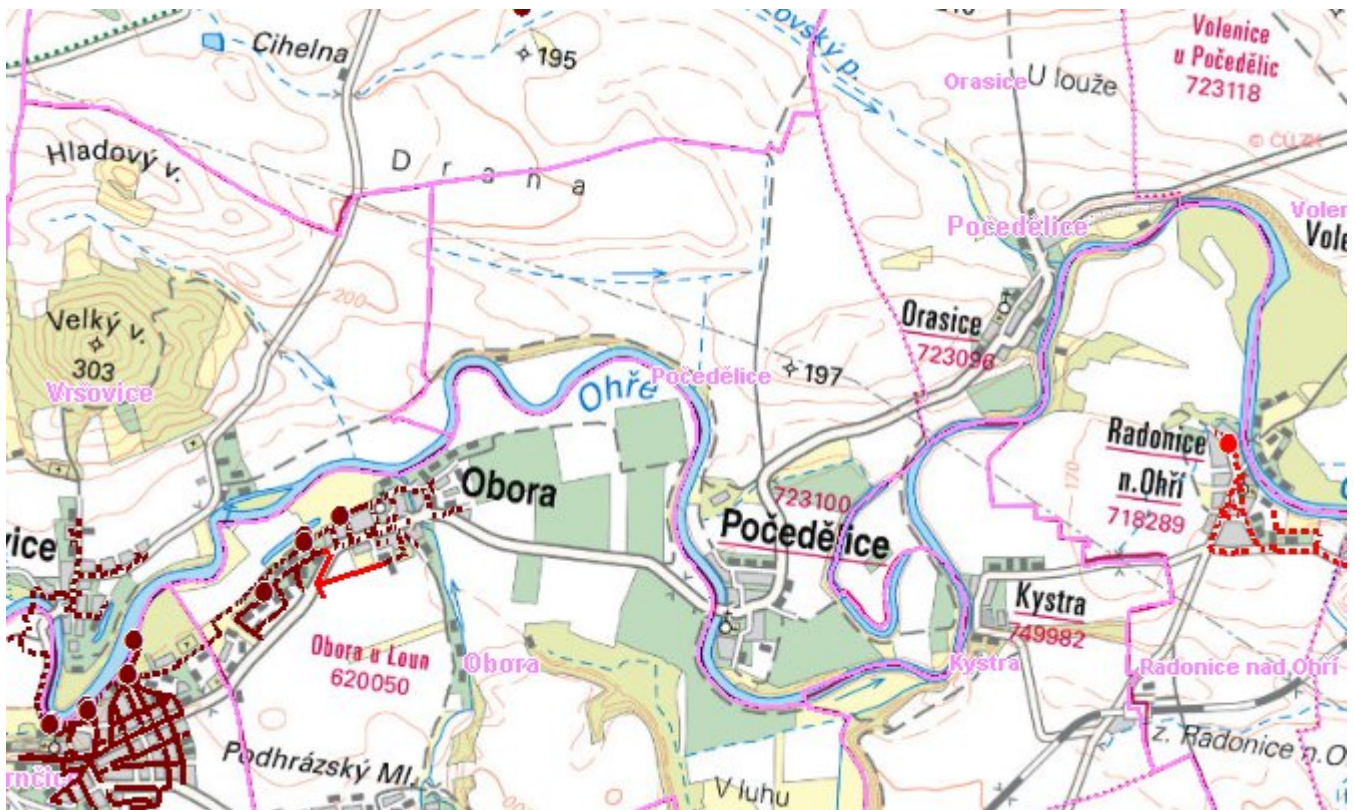 Cihelna
195
Volenice
u Počedělic
723118
Orasice
U louže
© ČÚZK
Hladový v.
Drana
Počedělice
200
Velký v.
303
Vršovice
Orasice
723096
Ohře
Počedělice
197
Radonice
n.Ohří
718289
170
Obora
723100
Počedělice
Kystra
749982
Obora u Loun
620050
Obora
Kystra
Radonice nad Ohří
Podhrázský Ml.
V luhu
z. Radonice n.O